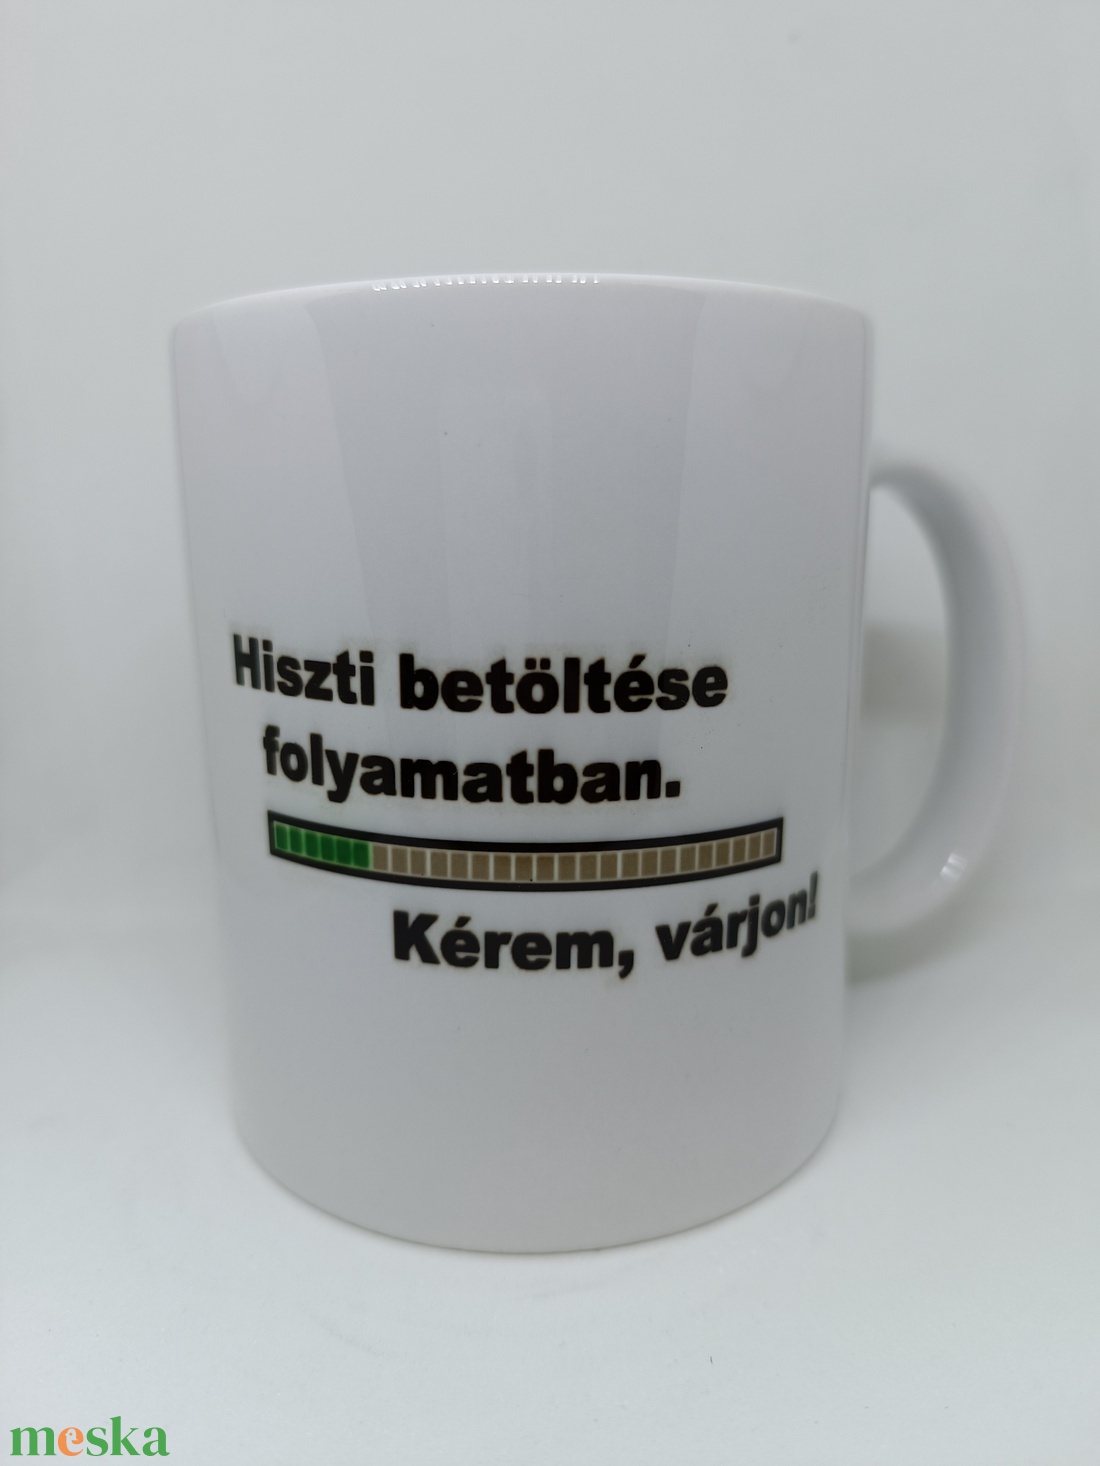 Hiszti betöltése
folyamatban.
Kérem, várjon!
meska